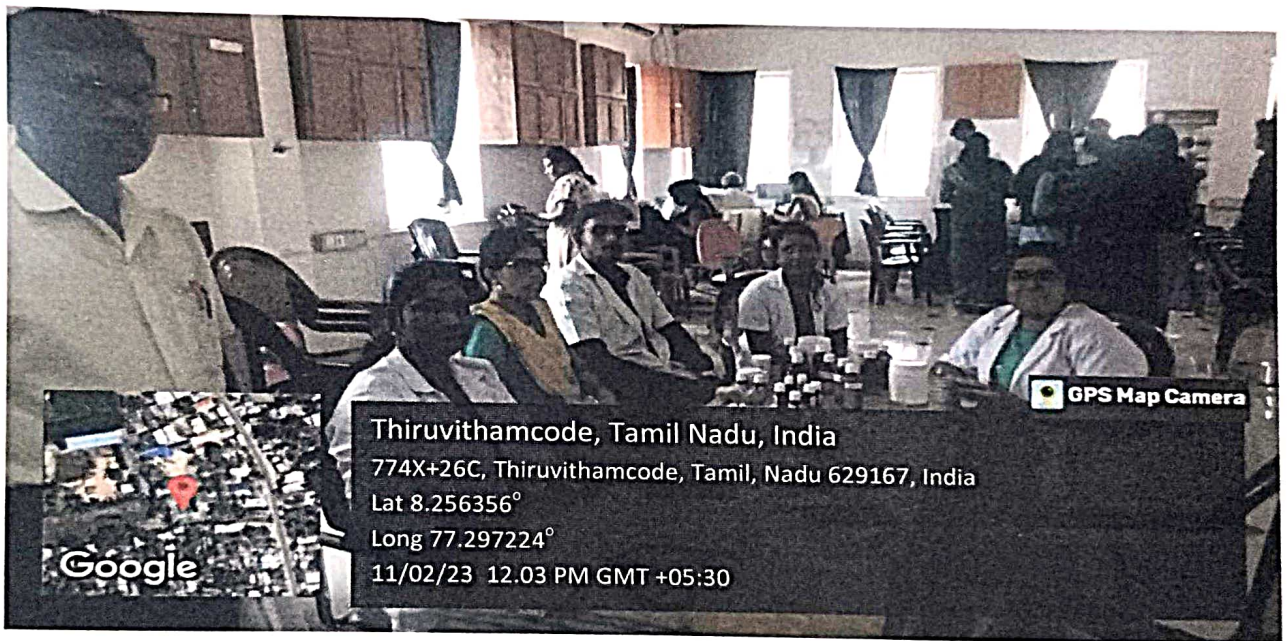 GPS Map Camera
Thiruvithamcode, Tamil Nadu, India
774X+26C, Thiruvithamcode, Tamil, Nadu 629167, India
Lat 8.256356°
Long 77.297224°
11/02/23 12.03 PM GMT +05:30
Google